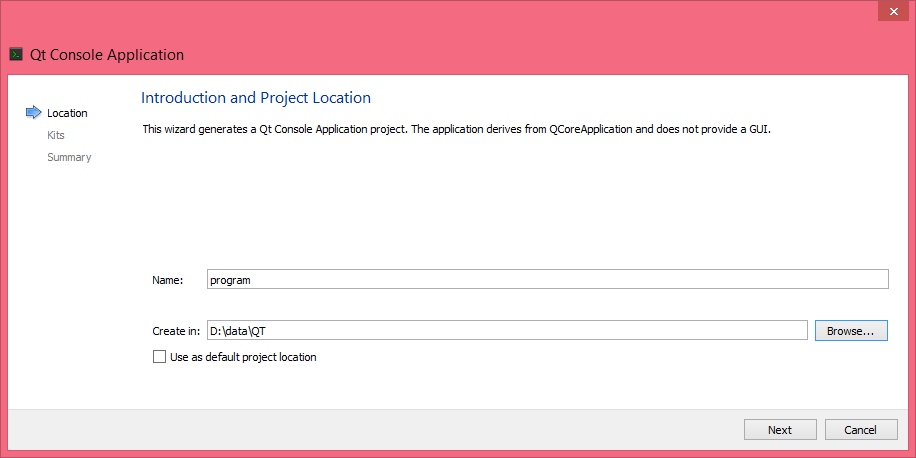 Qt Console Application
Location
Kits
Summary
Introduction and Project Location
This wizard generates a Qt Console Application project. The application derives from QCoreApplication and does not provide a GUI.
Name: program
Create in: D:\data\QT Browse...
Use as default project location
Next Cancel